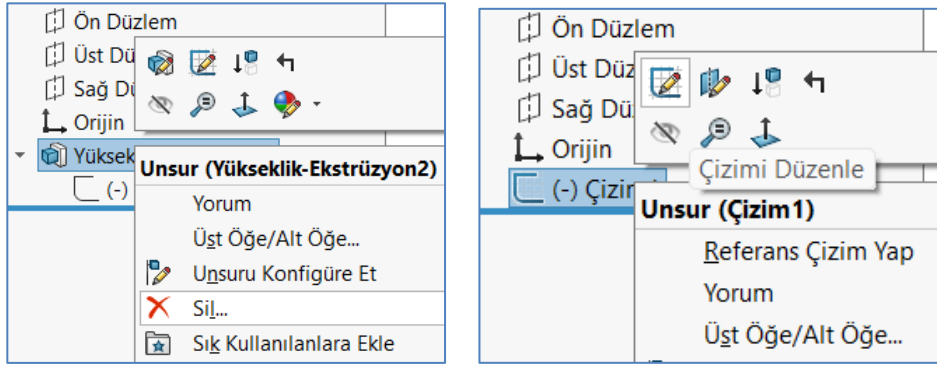 Ön Düzlem
Üst Dü
Sağ Dü
Orijin
Yüksek
(-)
Unsur (Yükseklik-Ekstrüzyon2)
Yorum
Üst Öğe/Alt Öğe...
Unsuru Konfigüre Et
Sil...
Sık Kullanılanlara Ekle
Ön Düzlem
Üst Düz
Sağ Dü
Orijin
(-) Çizim
Çizimi Düzenle
Unsur (Çizim1)
Referans Çizim Yap
Yorum
Üst Öğe/Alt Öğe...